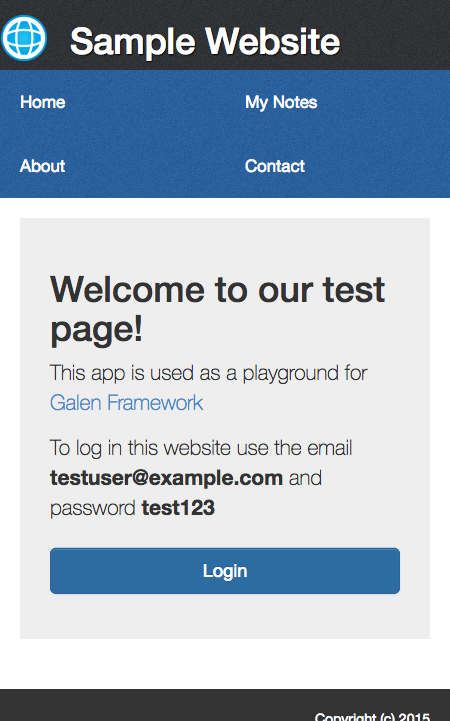 Sample Website
Home My Notes
About Contact
Welcome to our test
page!
This app is used as a playground for
Galen Framework
To log in this website use the email
testuser@example.com and
password test123
Login
Copyright (c) 2015